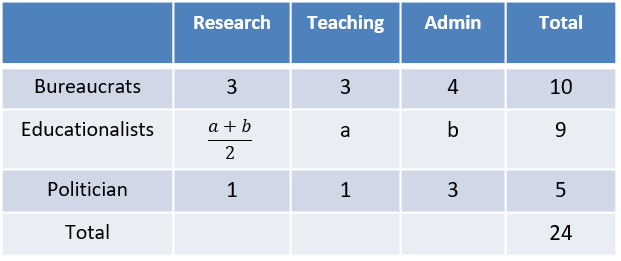 Research Teaching Admin Total
Bureaucrats 3 3 4 10
Educationalists (a + b)/2 a b 9
Politician 1 1 3 5
Total 24